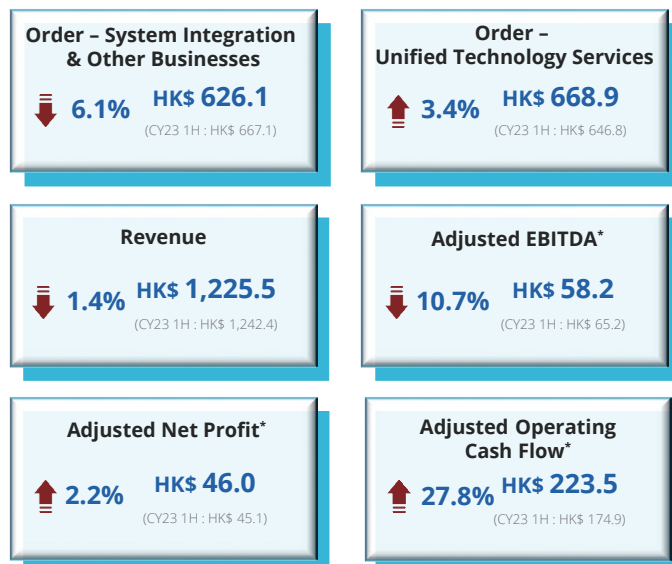 Order – System Integration
& Other Businesses
6.1%
HK$ 626.1
(CY23 1H : HK$ 667.1)
Order –
Unified Technology Services
3.4%
HK$ 668.9
(CY23 1H : HK$ 646.8)
Revenue
1.4%
HK$ 1,225.5
(CY23 1H : HK$ 1,242.4)
Adjusted EBITDA*
10.7%
HK$ 58.2
(CY23 1H : HK$ 65.2)
Adjusted Net Profit*
2.2%
HK$ 46.0
(CY23 1H : HK$ 45.1)
Adjusted Operating
Cash Flow*
27.8%
HK$ 223.5
(CY23 1H : HK$ 174.9)